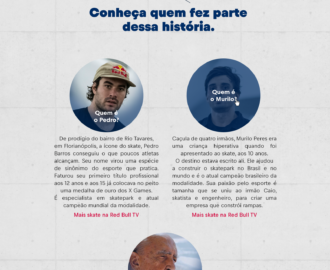 Conheça quem fez parte
dessa história.
Quem é
o Pedro?
De prodígio do bairro de Rio Tavares,
em Florianópolis, a ícone do skate, Pedro
Barros conseguiu o que poucos atletas
alcançam. Seu nome virou uma espécie
de sinônimo do esporte que pratica.
Faturou seu primeiro título profissional
aos 12 anos e aos 15 já colocava no peito
uma medalha de ouro dos X Games.
É especialista em skatepark e atual
campeão mundial da modalidade.
Mais skate na Red Bull TV
Quem é
o Murilo?
Caçula de quatro irmãos, Murilo Peres era
uma criança hiperativa quando foi
apresentado ao skate, aos 10 anos.
O destino estava escrito ali. Ele ajudou
a construir o skatepark no Brasil e no
mundo e é o atual campeão brasileiro da
modalidade. Sua paixão pelo esporte é
tamanha que se uniu ao irmão Caio,
skatista e engenheiro, para criar uma
empresa que constrói rampas.
Mais skate na Red Bull TV